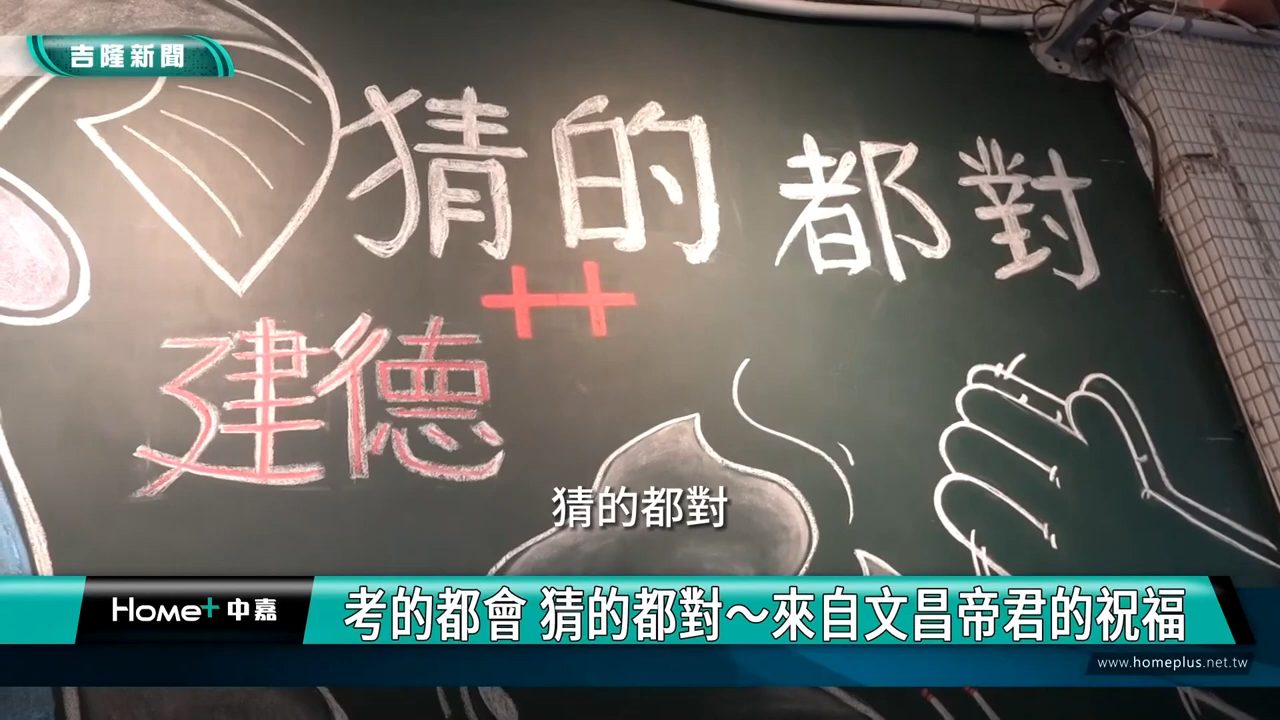 吉隆新聞
猜的 都對
建德
猜的都對
Home+ 中嘉
考的都會 猜的都對～來自文昌帝君的祝福
www.homeplus.net.tw